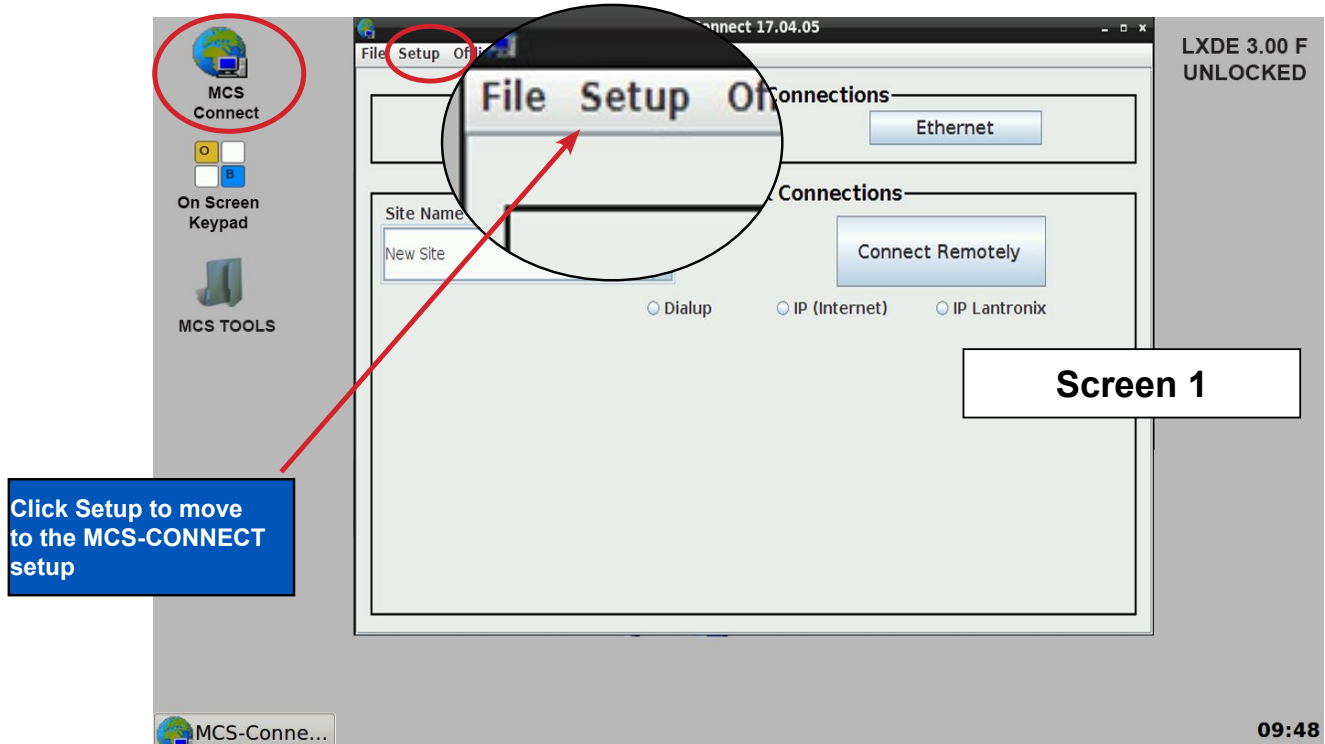 MCS
Connect
O
B
On Screen
Keypad
MCS TOOLS
Connect 17.04.05
File Setup
File Setup
Connections
Ethernet
Connections
Site Name
New Site
Connect Remotely
Dialup IP (Internet) IP Lantronix
LXDE 3.00 F
UNLOCKED
Screen 1
Click Setup to move
to the MCS-CONNECT
setup
MCS-Conne...
09:48